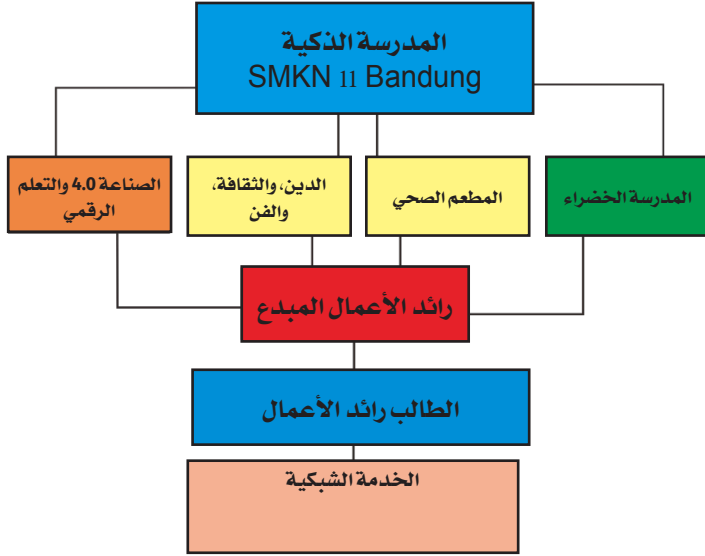 المدرسة الذكية
SMKN 11 Bandung
المدرسة الخضراء
المطعم الصحي
الدين، والثقافة،
والفن
الصناعة 4.0 والتعلم
الرقمي
رائد الأعمال المبدع
الطالب رائد الأعمال
الخدمة الشبكية